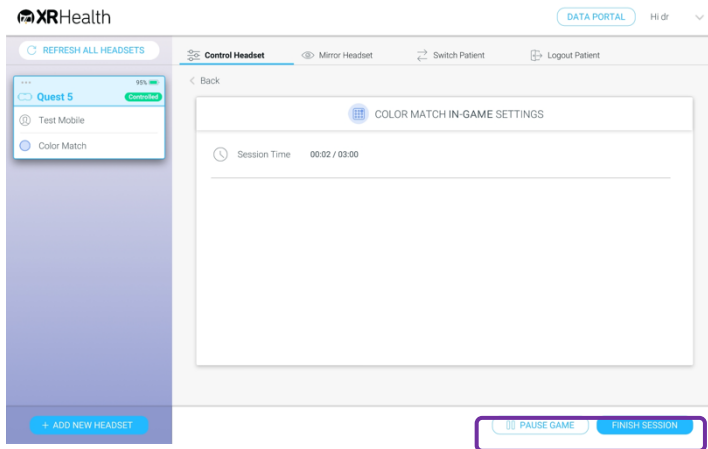 XRHealth
DATA PORTAL
Hi dr
REFRESH ALL HEADSETS
Control Headset
Mirror Headset
Switch Patient
Logout Patient
95%
Quest 5
Controlled
Test Mobile
Color Match
< Back
COLOR MATCH IN-GAME SETTINGS
Session Time 00:02 / 03:00
+ ADD NEW HEADSET
PAUSE GAME
FINISH SESSION